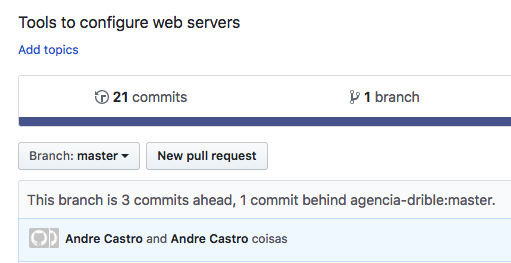 Tools to configure web servers
Add topics
21 commits 1 branch
Branch: master New pull request
This branch is 3 commits ahead, 1 commit behind agencia-drible:master.
Andre Castro and Andre Castro coisas